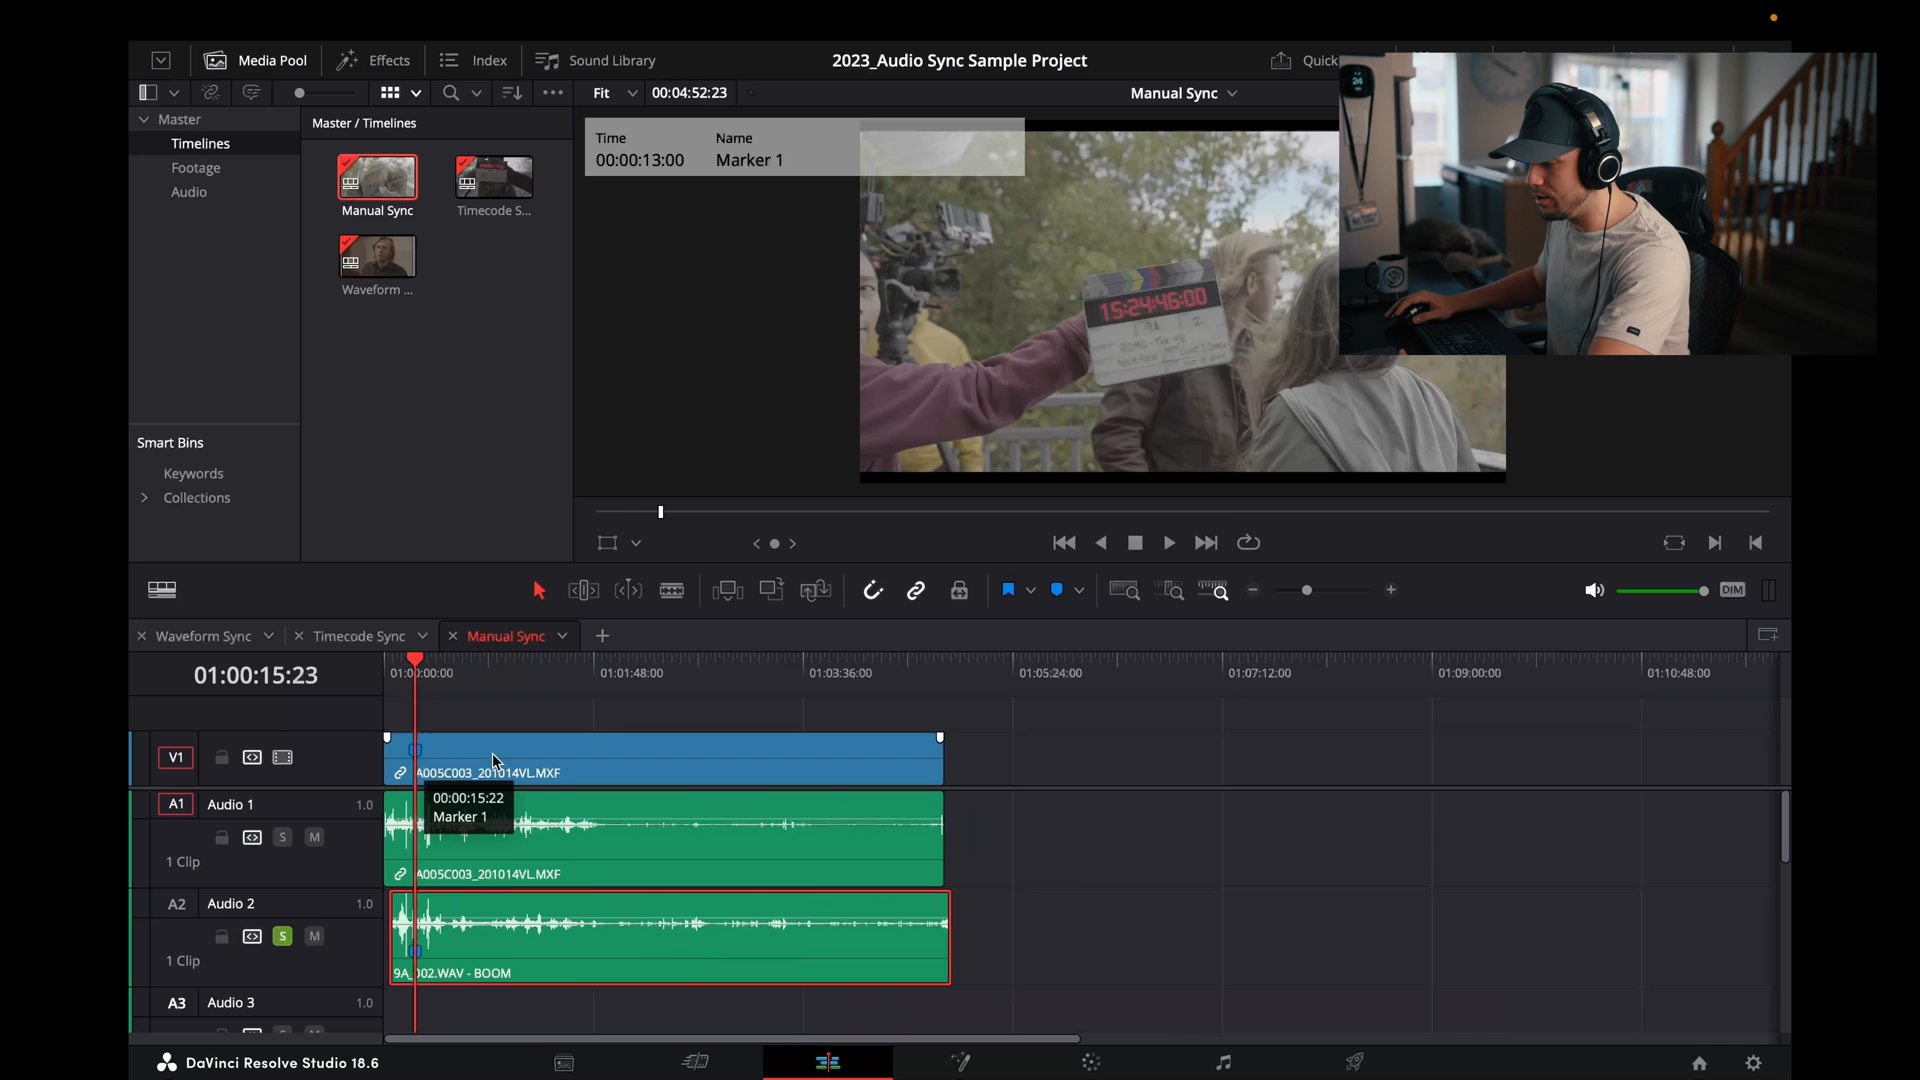 Media Pool
Effects
Index
Sound Library
2023_Audio Sync Sample Project
Quick
Fit
00:04:52:23
Manual Sync
Master
Timelines
Footage
Audio
Master / Timelines
Manual Sync
Timecode S...
Waveform ...
Time
Name
00:00:13:00
Marker 1
15:24:46:00
9A
2
24
Smart Bins
Keywords
Collections
DIM
Waveform Sync
Timecode Sync
Manual Sync
01:00:15:23
01:00:00:00
01:01:48:00
01:03:36:00
01:05:24:00
01:07:12:00
01:09:00:00
01:10:48:00
V1
A005C003_201014VL.MXF
00:00:15:22
Marker 1
A1
Audio 1
1.0
S
M
1 Clip
A005C003_201014VL.MXF
A2
Audio 2
1.0
S
M
1 Clip
9A_002.WAV - BOOM
A3
Audio 3
1.0
DaVinci Resolve Studio 18.6